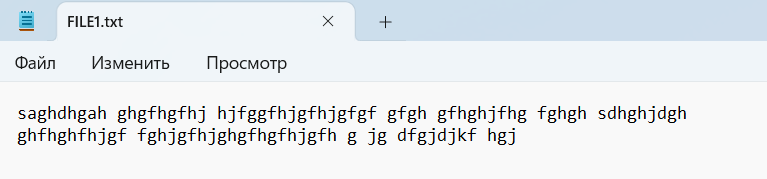 FILE1.txt
Файл Изменить Просмотр
saghdhgah ghgfhgfhj hjfggfhjgfhjgfgf gfgh gfhghjfhg fghgh sdhghjdgh
ghfhghfhjgf fghjgfhjghgfhgfhjgfh g jg dfgjdjkf hgj